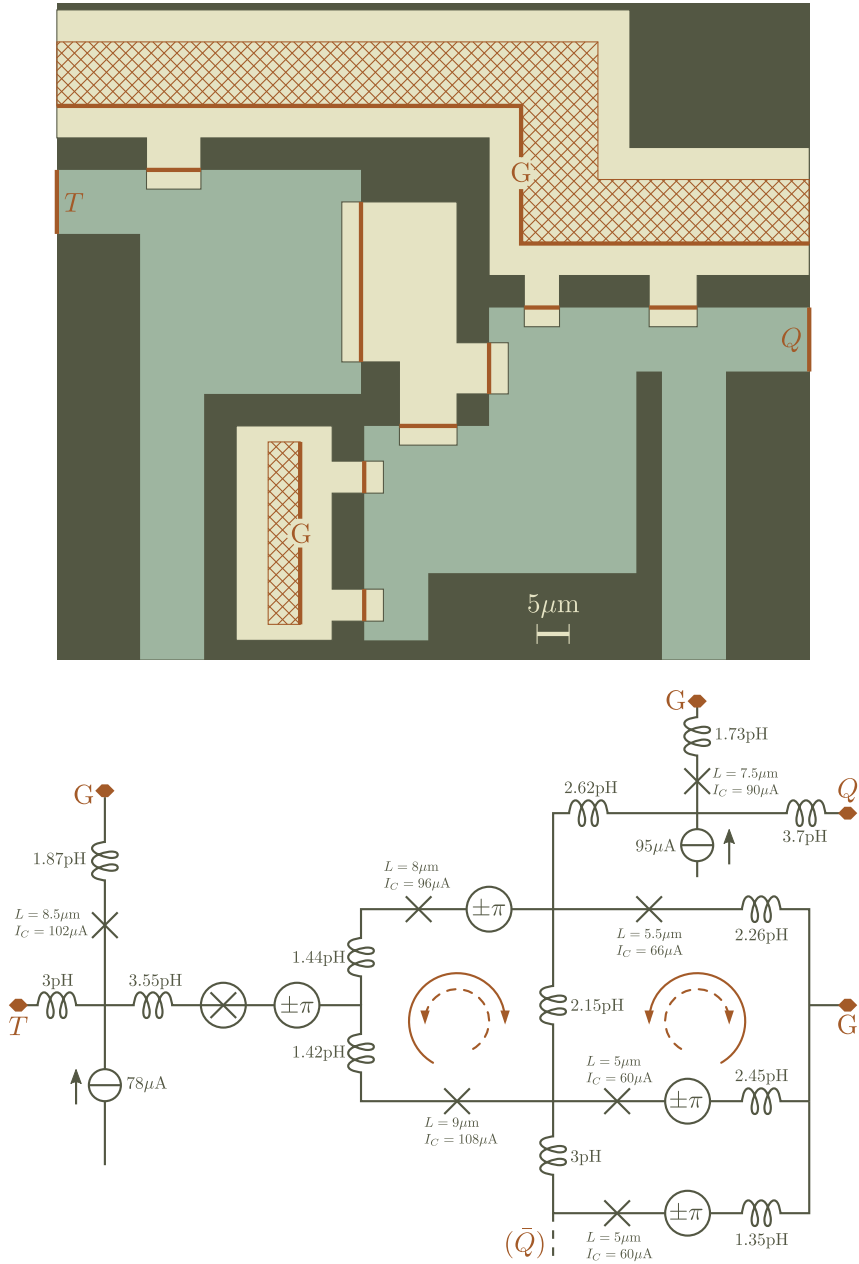 T
G
Q
G
5μm
G
1.73pH
L = 7.5μm
I_C = 90μA
2.62pH
Q
3.7pH
95μA
G
1.87pH
L = 8.5μm
I_C = 102μA
L = 8μm
I_C = 96μA
±π
L = 5.5μm
I_C = 66μA
2.26pH
1.44pH
3pH
3.55pH
±π
2.15pH
T
G
1.42pH
78μA
L = 5μm
I_C = 60μA
2.45pH
±π
L = 9μm
I_C = 108μA
3pH
±π
(Q̄)
L = 5μm
I_C = 60μA
1.35pH